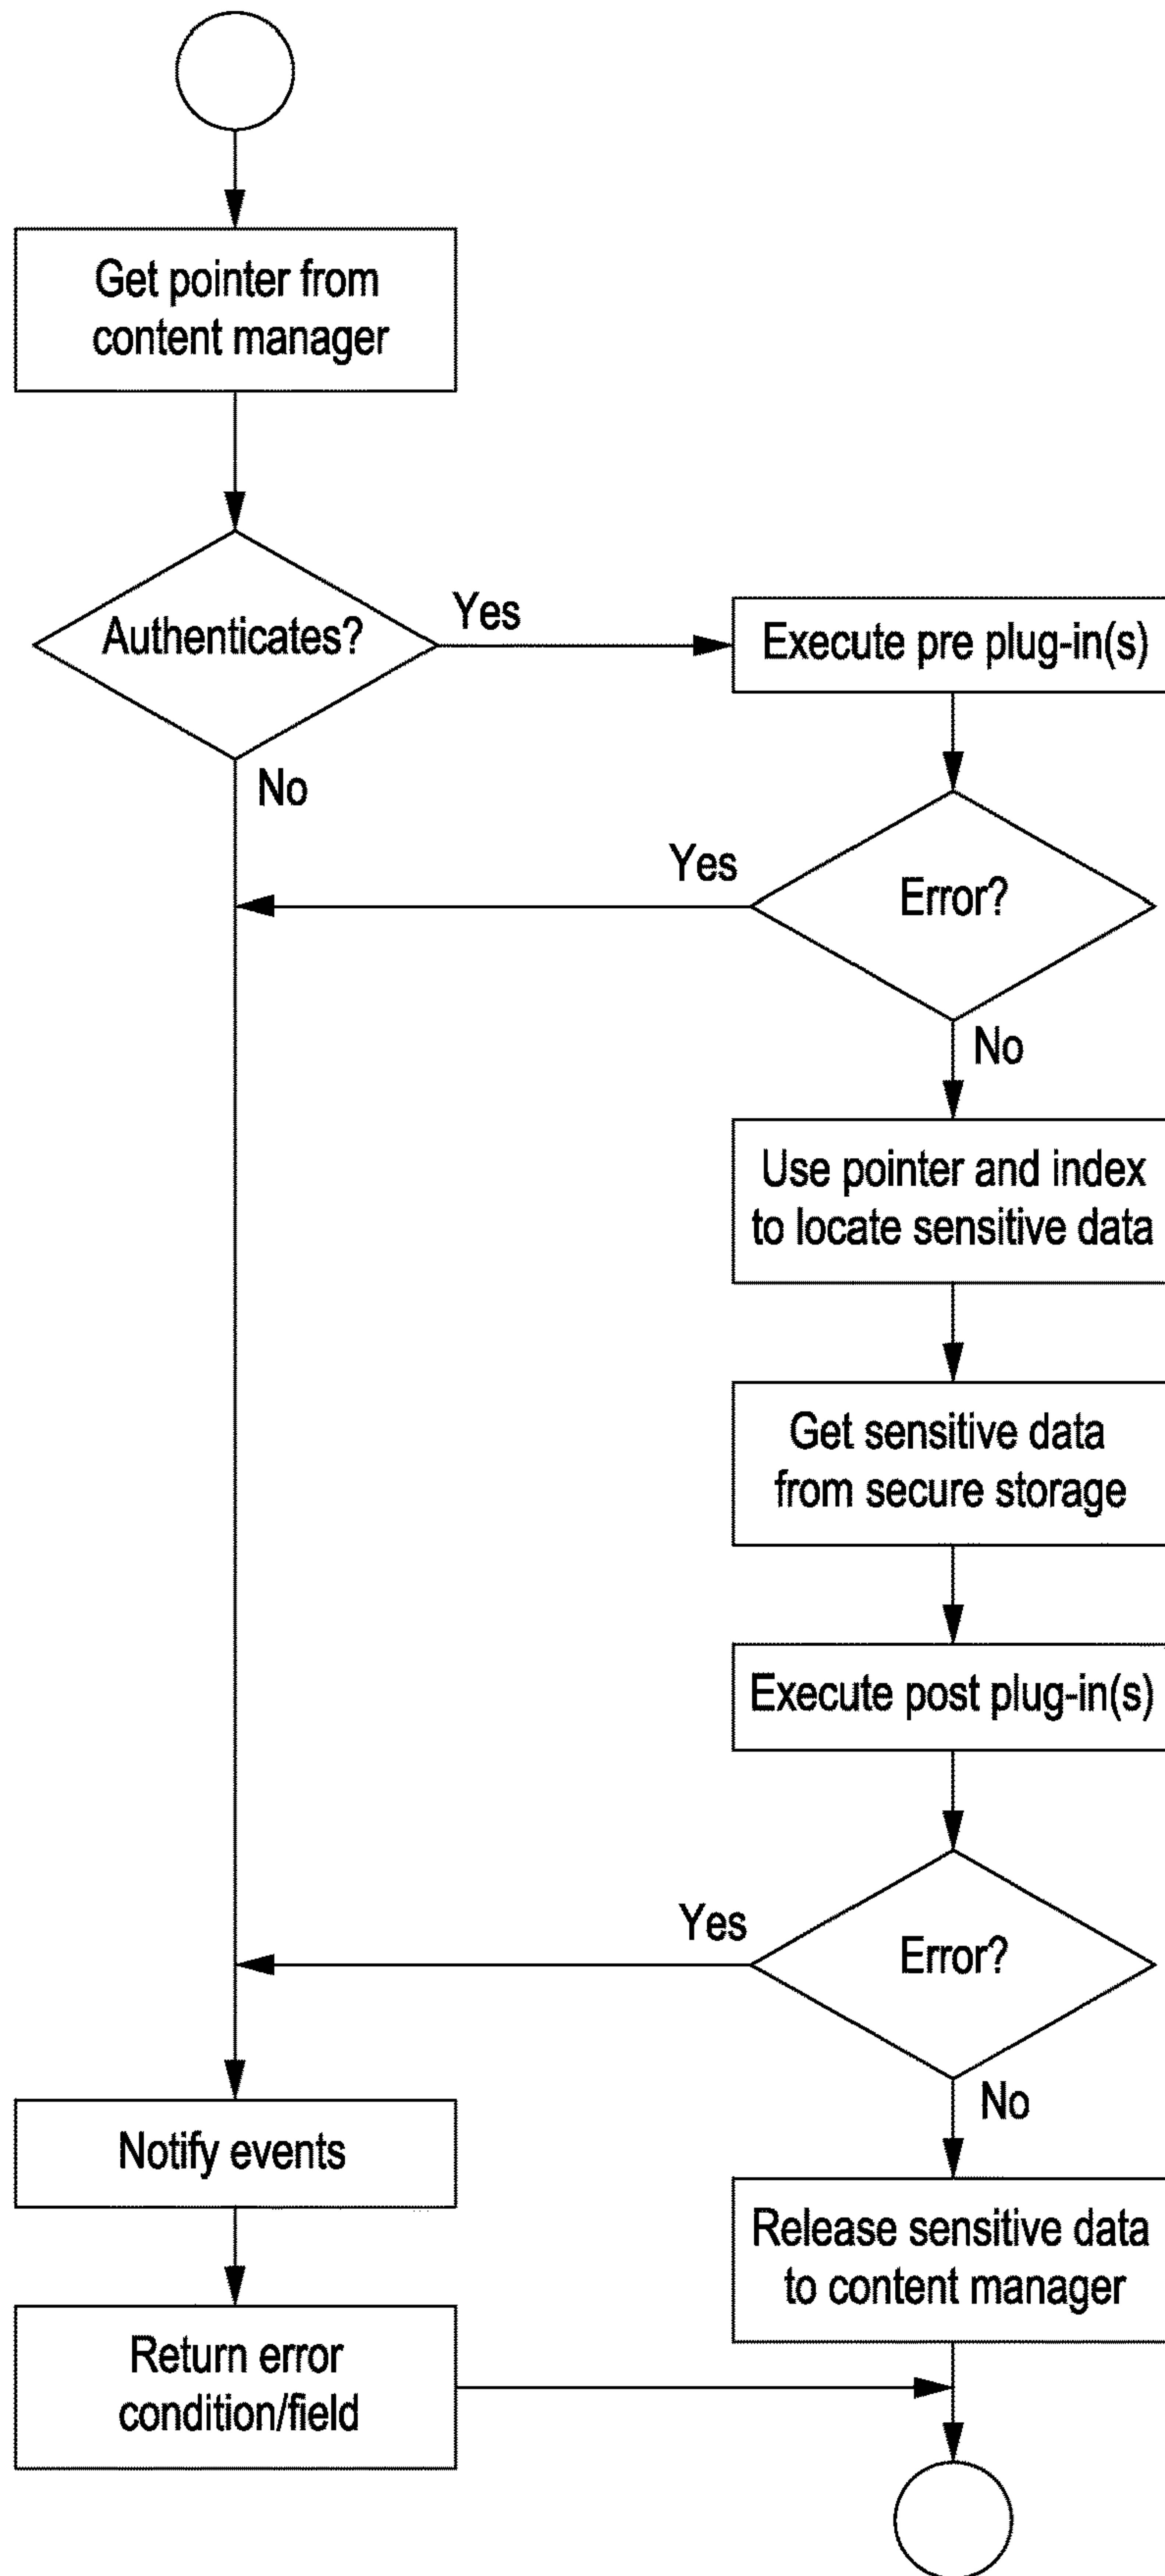 Get pointer from
content manager
Authenticates?
Yes
Execute pre plug-in(s)
No
Yes
Error?
No
Use pointer and index
to locate sensitive data
Get sensitive data
from secure storage
Execute post plug-in(s)
Yes
Error?
No
Notify events
Release sensitive data
to content manager
Return error
condition/field